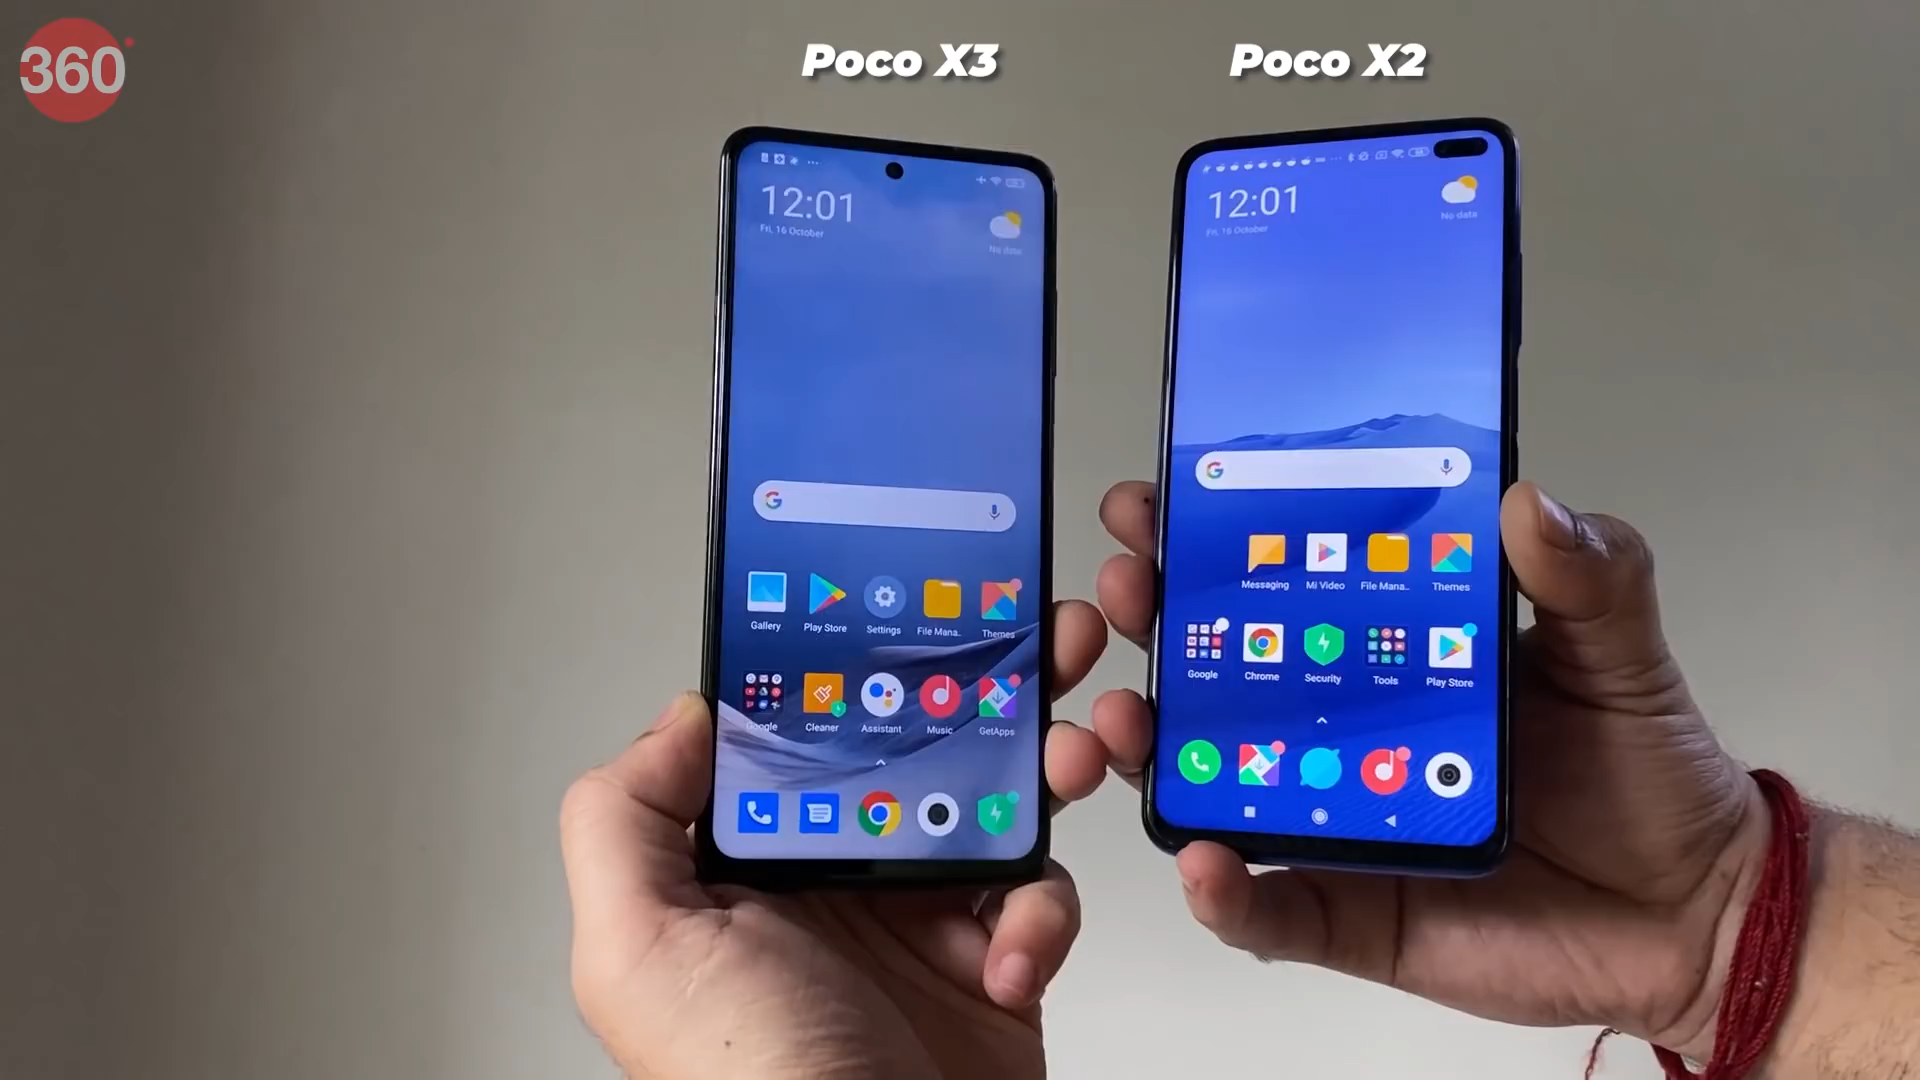 360
Poco X3
Poco X2
12:01
Fri, 16 October
No data
Gallery
Play Store
Settings
File Mana..
Themes
Google
Cleaner
Assistant
Music
GetApps
12:01
Fri, 16 October
No data
Messaging
Mi Video
File Mana..
Themes
Google
Chrome
Security
Tools
Play Store